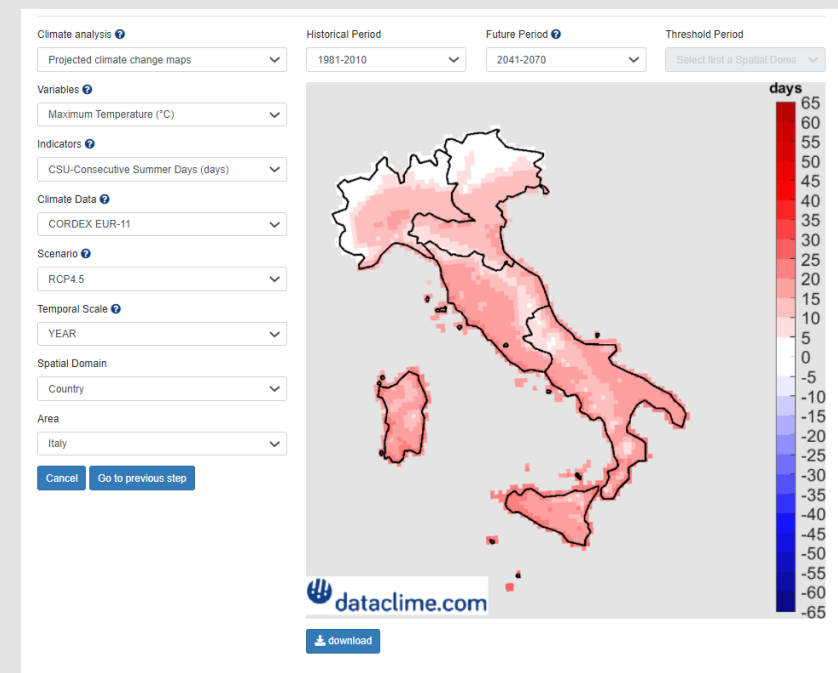 Climate analysis
Projected climate change maps
Variables
Maximum Temperature (°C)
Indicators
CSU-Consecutive Summer Days (days)
Climate Data
CORDEX EUR-11
Scenario
RCP4.5
Temporal Scale
YEAR
Spatial Domain
Country
Area
Italy
Cancel Go to previous step
Historical Period Future Period Threshold Period
1981-2010 2041-2070 Select first a Spatial Doma
days
65
60
55
50
45
40
35
30
25
20
15
10
5
0
-5
-10
-15
-20
-25
-30
-35
-40
-45
-50
-55
-60
-65
dataclime.com
download